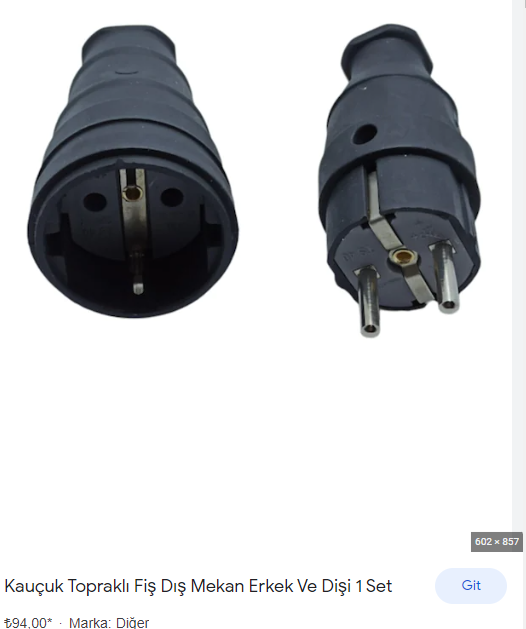 602 × 857
Kauçuk Topraklı Fiş Dış Mekan Erkek Ve Dişi 1 Set
Git
₺94,00* · Marka: Diğer